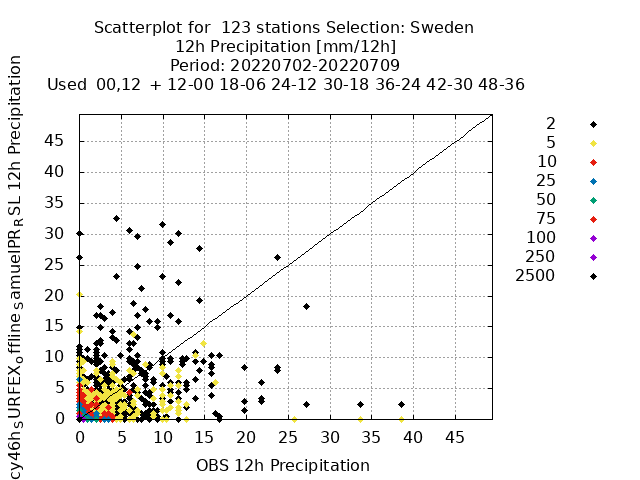 Scatterplot for  123 stations Selection: Sweden
12h Precipitation [mm/12h]
Period: 20220702-20220709
Used  00,12  + 12-00 18-06 24-12 30-18 36-24 42-30 48-36
cy46h_SURFEX_offline_samuelPR_RSL 12h Precipitation
45
40
35
30
25
20
15
10
5
0
0 5 10 15 20 25 30 35 40 45
OBS 12h Precipitation
2
5
10
25
50
75
100
250
2500